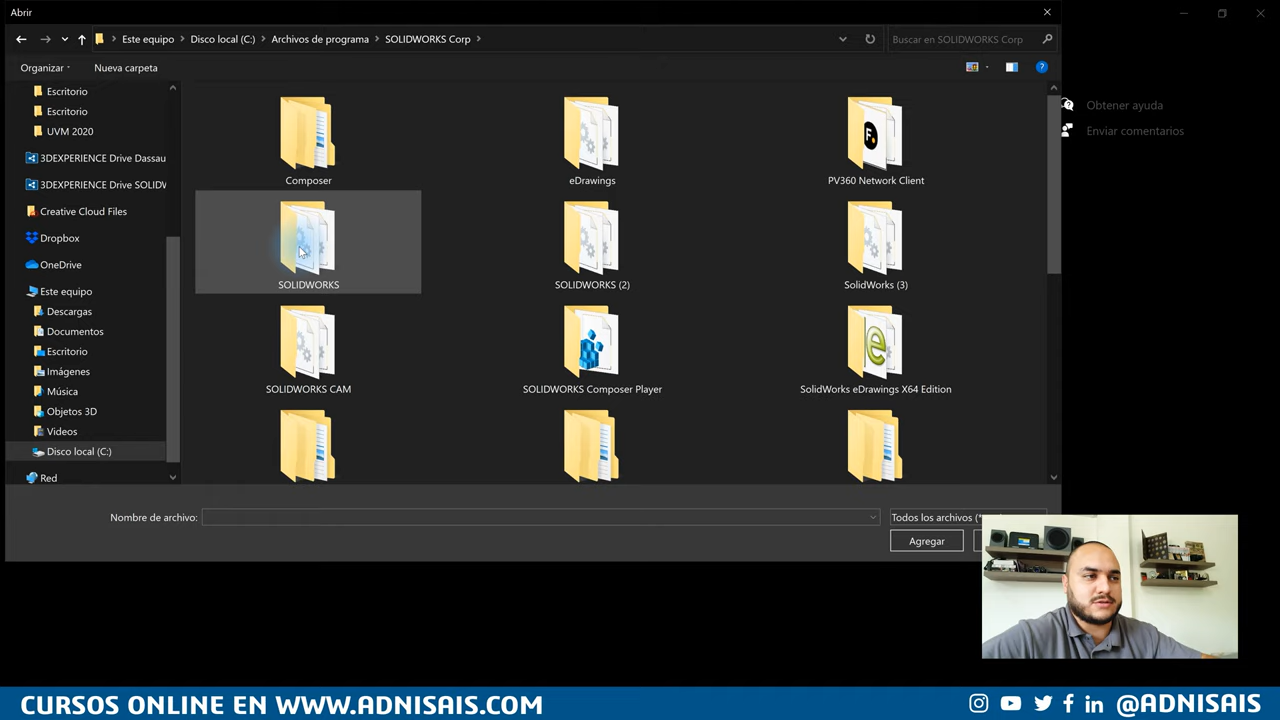 Abrir
Este equipo
Disco local (C:)
Archivos de programa
SOLIDWORKS Corp
Buscar en SOLIDWORKS Corp
Organizar
Nueva carpeta
Escritorio
Escritorio
UVM 2020
3DEXPERIENCE Drive Dassau
3DEXPERIENCE Drive SOLIDW
Creative Cloud Files
Dropbox
OneDrive
Este equipo
Descargas
Documentos
Escritorio
Imágenes
Música
Objetos 3D
Videos
Disco local (C:)
Red
Composer
eDrawings
PV360 Network Client
SOLIDWORKS
SOLIDWORKS (2)
SolidWorks (3)
SOLIDWORKS CAM
SOLIDWORKS Composer Player
SolidWorks eDrawings X64 Edition
Obtener ayuda
Enviar comentarios
Nombre de archivo:
Todos los archivos (*
Agregar
CURSOS ONLINE EN WWW.ADNISAIS.COM
@ADNISAIS